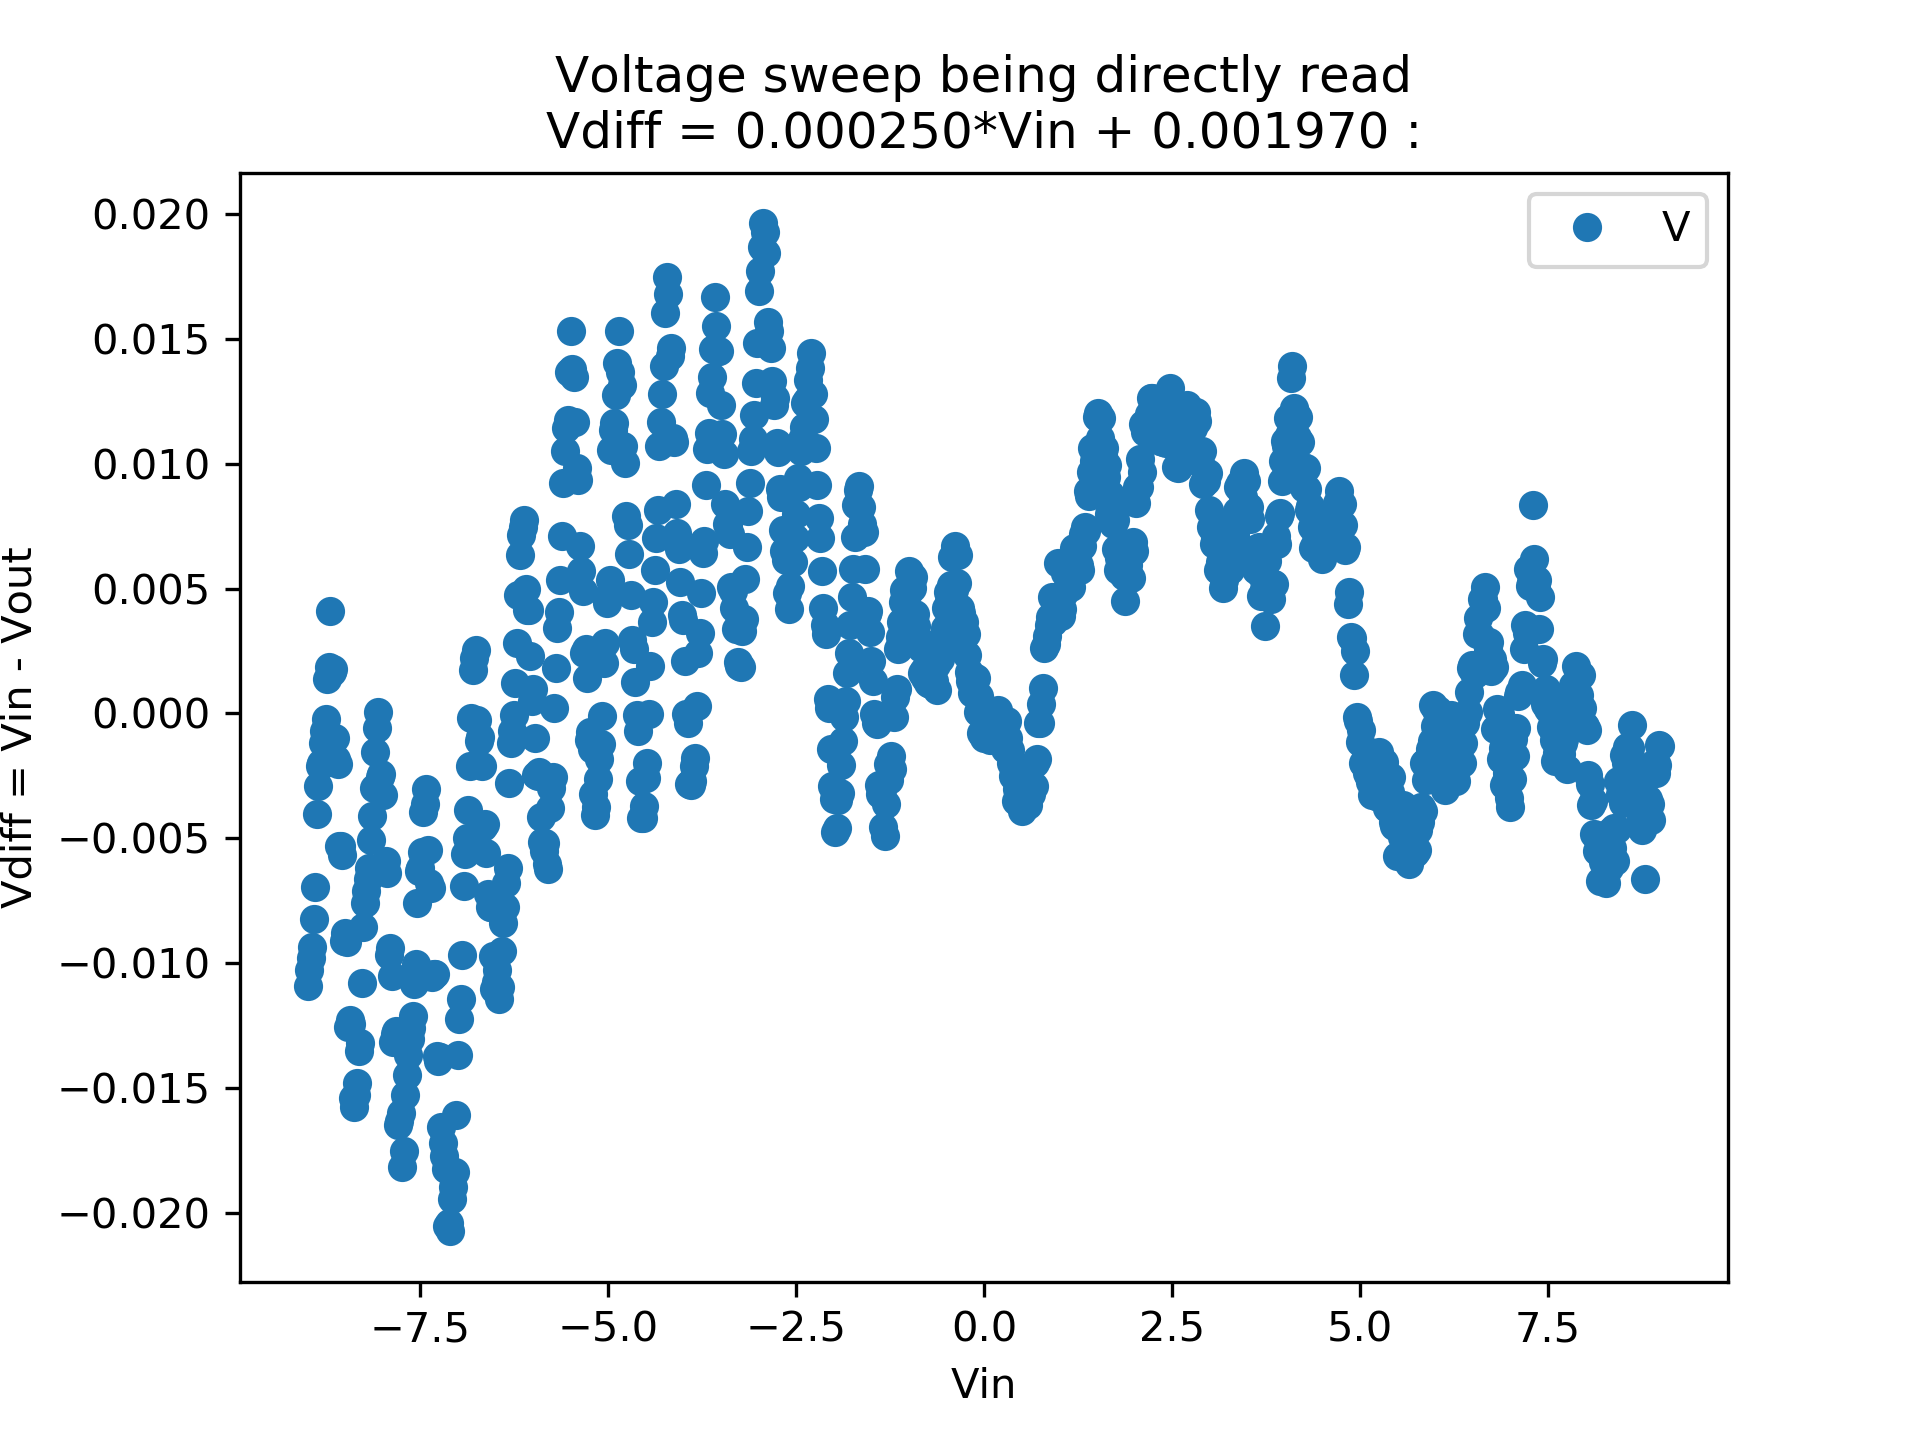 Voltage sweep being directly read
Vdiff = 0.000250*Vin + 0.001970 :
V
0.020
0.015
0.010
0.005
0.000
−0.005
−0.010
−0.015
−0.020
Vdiff = Vin - Vout
−7.5 −5.0 −2.5 0.0 2.5 5.0 7.5
Vin